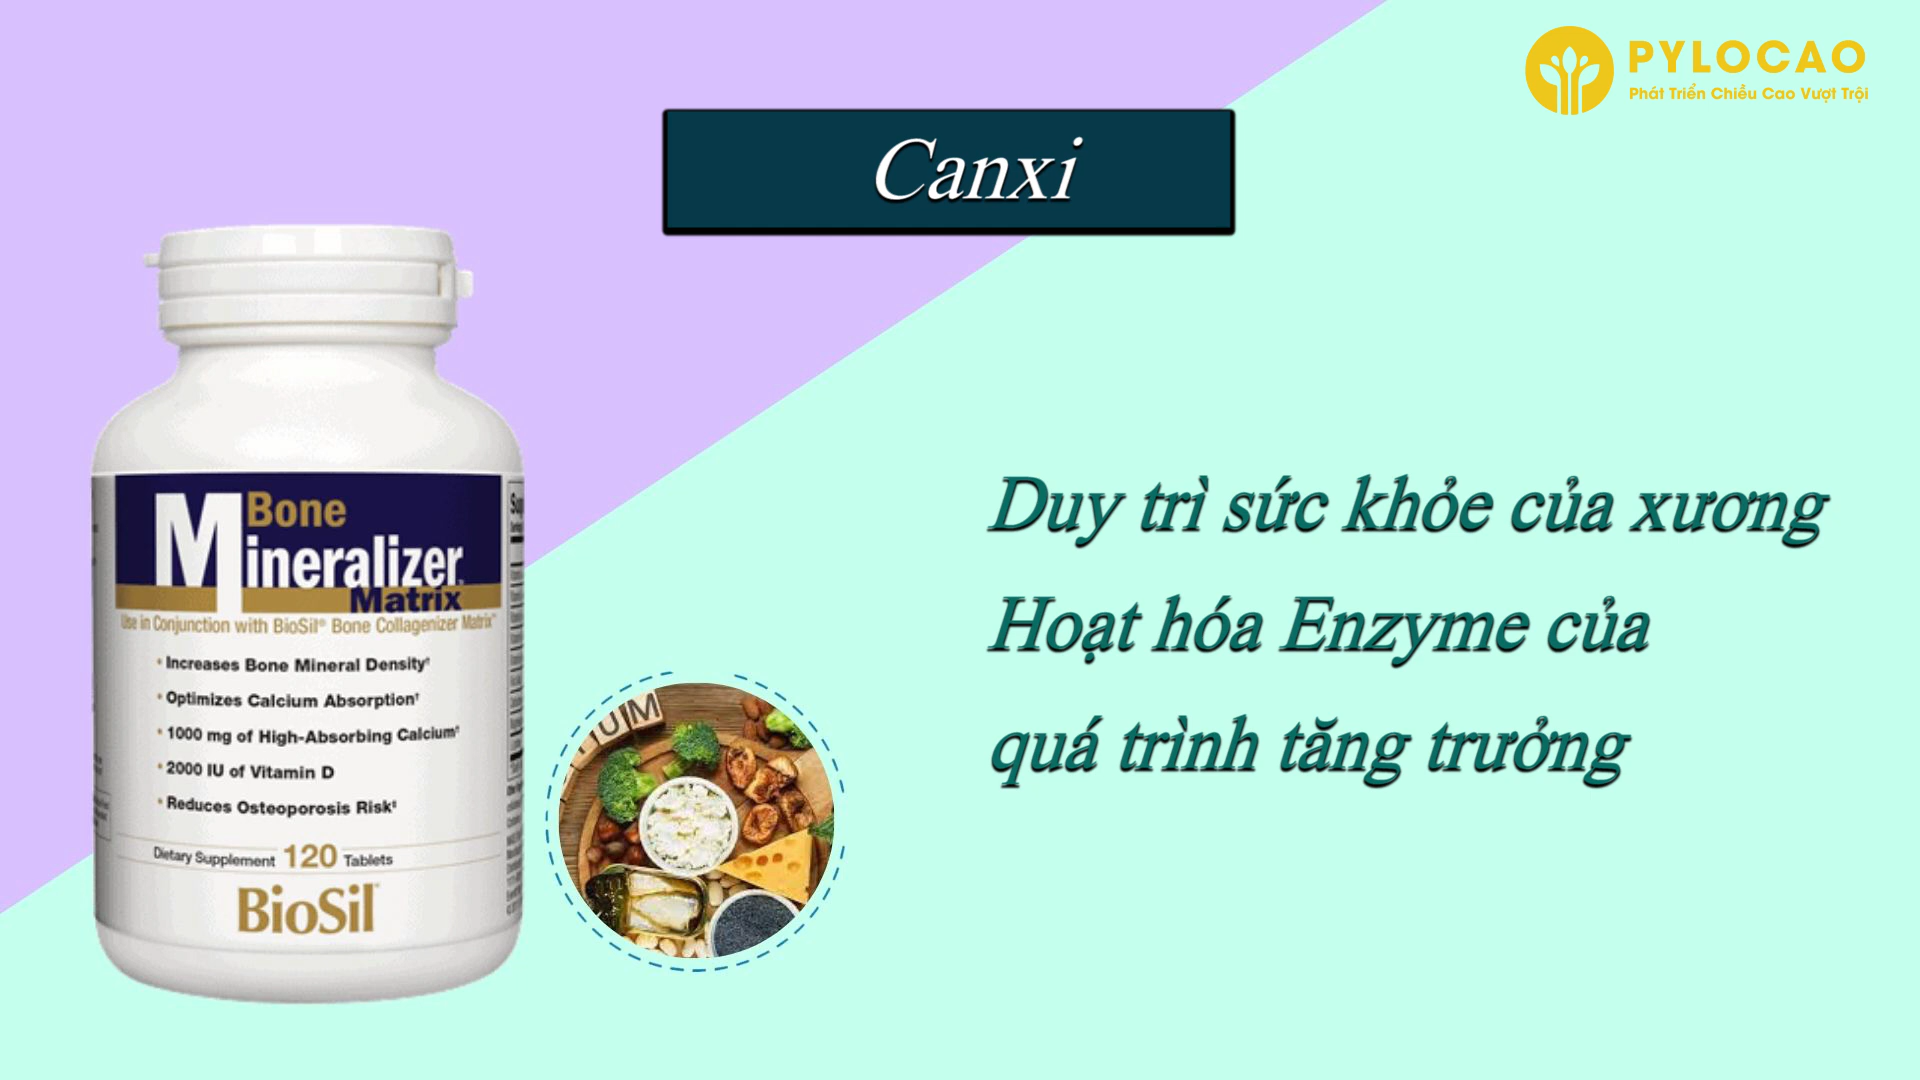 PYLOCAO
Phát Triển Chiều Cao Vượt Trội
Canxi
Duy trì sức khỏe của xương
Hoạt hóa Enzyme của
quá trình tăng trưởng
Bone
Mineralizer
Matrix
Use in Conjunction with BioSil® Bone Collagenizer Matrix™
• Increases Bone Mineral Density†
• Optimizes Calcium Absorption†
• 1000 mg of High-Absorbing Calcium†
• 2000 IU of Vitamin D
• Reduces Osteoporosis Risk‡
Dietary Supplement 120 Tablets
BioSil
UM